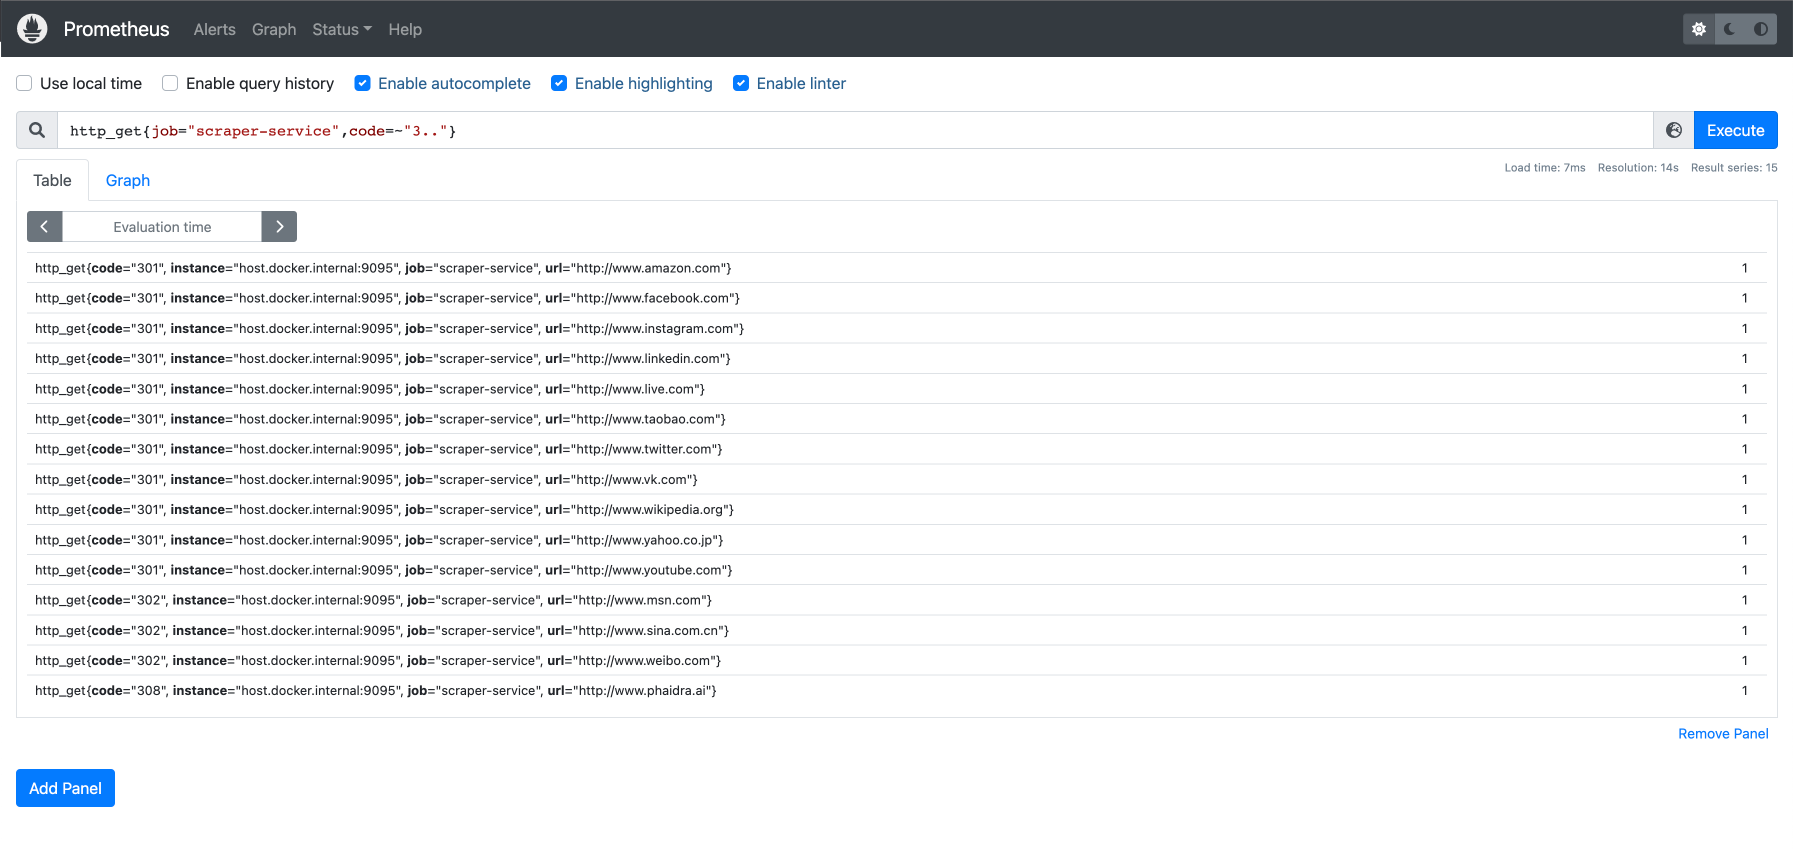 Prometheus Alerts Graph Status Help
Use local time Enable query history Enable autocomplete Enable highlighting Enable linter
http_get{job="scraper-service",code=~"3.."} Execute
Load time: 7ms Resolution: 14s Result series: 15
Table Graph
Evaluation time
http_get{code="301", instance="host.docker.internal:9095", job="scraper-service", url="http://www.amazon.com"} 1
http_get{code="301", instance="host.docker.internal:9095", job="scraper-service", url="http://www.facebook.com"} 1
http_get{code="301", instance="host.docker.internal:9095", job="scraper-service", url="http://www.instagram.com"} 1
http_get{code="301", instance="host.docker.internal:9095", job="scraper-service", url="http://www.linkedin.com"} 1
http_get{code="301", instance="host.docker.internal:9095", job="scraper-service", url="http://www.live.com"} 1
http_get{code="301", instance="host.docker.internal:9095", job="scraper-service", url="http://www.taobao.com"} 1
http_get{code="301", instance="host.docker.internal:9095", job="scraper-service", url="http://www.twitter.com"} 1
http_get{code="301", instance="host.docker.internal:9095", job="scraper-service", url="http://www.vk.com"} 1
http_get{code="301", instance="host.docker.internal:9095", job="scraper-service", url="http://www.wikipedia.org"} 1
http_get{code="301", instance="host.docker.internal:9095", job="scraper-service", url="http://www.yahoo.co.jp"} 1
http_get{code="301", instance="host.docker.internal:9095", job="scraper-service", url="http://www.youtube.com"} 1
http_get{code="302", instance="host.docker.internal:9095", job="scraper-service", url="http://www.msn.com"} 1
http_get{code="302", instance="host.docker.internal:9095", job="scraper-service", url="http://www.sina.com.cn"} 1
http_get{code="302", instance="host.docker.internal:9095", job="scraper-service", url="http://www.weibo.com"} 1
http_get{code="308", instance="host.docker.internal:9095", job="scraper-service", url="http://www.phaidra.ai"} 1
Remove Panel
Add Panel